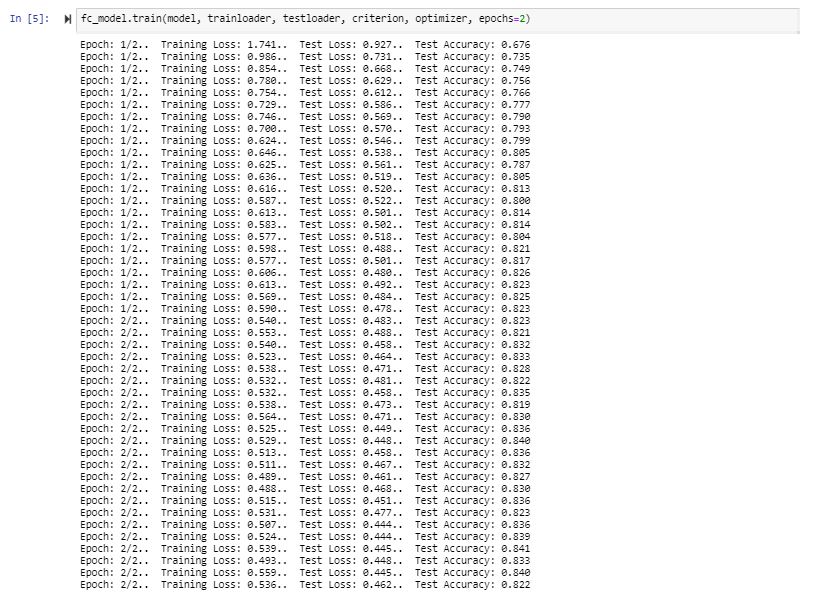 In [5]: fc_model.train(model, trainloader, testloader, criterion, optimizer, epochs=2)
Epoch: 1/2.. Training Loss: 1.741.. Test Loss: 0.927.. Test Accuracy: 0.676
Epoch: 1/2.. Training Loss: 0.986.. Test Loss: 0.731.. Test Accuracy: 0.735
Epoch: 1/2.. Training Loss: 0.854.. Test Loss: 0.668.. Test Accuracy: 0.749
Epoch: 1/2.. Training Loss: 0.780.. Test Loss: 0.629.. Test Accuracy: 0.756
Epoch: 1/2.. Training Loss: 0.754.. Test Loss: 0.612.. Test Accuracy: 0.766
Epoch: 1/2.. Training Loss: 0.729.. Test Loss: 0.586.. Test Accuracy: 0.777
Epoch: 1/2.. Training Loss: 0.746.. Test Loss: 0.569.. Test Accuracy: 0.790
Epoch: 1/2.. Training Loss: 0.700.. Test Loss: 0.570.. Test Accuracy: 0.793
Epoch: 1/2.. Training Loss: 0.624.. Test Loss: 0.546.. Test Accuracy: 0.799
Epoch: 1/2.. Training Loss: 0.646.. Test Loss: 0.538.. Test Accuracy: 0.805
Epoch: 1/2.. Training Loss: 0.625.. Test Loss: 0.561.. Test Accuracy: 0.787
Epoch: 1/2.. Training Loss: 0.636.. Test Loss: 0.519.. Test Accuracy: 0.805
Epoch: 1/2.. Training Loss: 0.616.. Test Loss: 0.520.. Test Accuracy: 0.813
Epoch: 1/2.. Training Loss: 0.587.. Test Loss: 0.522.. Test Accuracy: 0.800
Epoch: 1/2.. Training Loss: 0.613.. Test Loss: 0.501.. Test Accuracy: 0.814
Epoch: 1/2.. Training Loss: 0.583.. Test Loss: 0.502.. Test Accuracy: 0.814
Epoch: 1/2.. Training Loss: 0.577.. Test Loss: 0.518.. Test Accuracy: 0.804
Epoch: 1/2.. Training Loss: 0.598.. Test Loss: 0.488.. Test Accuracy: 0.821
Epoch: 1/2.. Training Loss: 0.577.. Test Loss: 0.501.. Test Accuracy: 0.817
Epoch: 1/2.. Training Loss: 0.606.. Test Loss: 0.480.. Test Accuracy: 0.826
Epoch: 1/2.. Training Loss: 0.613.. Test Loss: 0.492.. Test Accuracy: 0.823
Epoch: 1/2.. Training Loss: 0.569.. Test Loss: 0.484.. Test Accuracy: 0.825
Epoch: 1/2.. Training Loss: 0.590.. Test Loss: 0.478.. Test Accuracy: 0.823
Epoch: 2/2.. Training Loss: 0.540.. Test Loss: 0.483.. Test Accuracy: 0.823
Epoch: 2/2.. Training Loss: 0.553.. Test Loss: 0.488.. Test Accuracy: 0.821
Epoch: 2/2.. Training Loss: 0.540.. Test Loss: 0.458.. Test Accuracy: 0.832
Epoch: 2/2.. Training Loss: 0.523.. Test Loss: 0.464.. Test Accuracy: 0.833
Epoch: 2/2.. Training Loss: 0.538.. Test Loss: 0.471.. Test Accuracy: 0.828
Epoch: 2/2.. Training Loss: 0.532.. Test Loss: 0.481.. Test Accuracy: 0.822
Epoch: 2/2.. Training Loss: 0.532.. Test Loss: 0.458.. Test Accuracy: 0.835
Epoch: 2/2.. Training Loss: 0.538.. Test Loss: 0.473.. Test Accuracy: 0.819
Epoch: 2/2.. Training Loss: 0.564.. Test Loss: 0.471.. Test Accuracy: 0.830
Epoch: 2/2.. Training Loss: 0.525.. Test Loss: 0.449.. Test Accuracy: 0.836
Epoch: 2/2.. Training Loss: 0.529.. Test Loss: 0.448.. Test Accuracy: 0.840
Epoch: 2/2.. Training Loss: 0.513.. Test Loss: 0.458.. Test Accuracy: 0.836
Epoch: 2/2.. Training Loss: 0.511.. Test Loss: 0.467.. Test Accuracy: 0.832
Epoch: 2/2.. Training Loss: 0.489.. Test Loss: 0.461.. Test Accuracy: 0.827
Epoch: 2/2.. Training Loss: 0.488.. Test Loss: 0.468.. Test Accuracy: 0.830
Epoch: 2/2.. Training Loss: 0.515.. Test Loss: 0.451.. Test Accuracy: 0.836
Epoch: 2/2.. Training Loss: 0.531.. Test Loss: 0.477.. Test Accuracy: 0.823
Epoch: 2/2.. Training Loss: 0.507.. Test Loss: 0.444.. Test Accuracy: 0.836
Epoch: 2/2.. Training Loss: 0.524.. Test Loss: 0.444.. Test Accuracy: 0.839
Epoch: 2/2.. Training Loss: 0.539.. Test Loss: 0.445.. Test Accuracy: 0.841
Epoch: 2/2.. Training Loss: 0.493.. Test Loss: 0.448.. Test Accuracy: 0.833
Epoch: 2/2.. Training Loss: 0.559.. Test Loss: 0.445.. Test Accuracy: 0.840
Epoch: 2/2.. Training Loss: 0.536.. Test Loss: 0.462.. Test Accuracy: 0.822